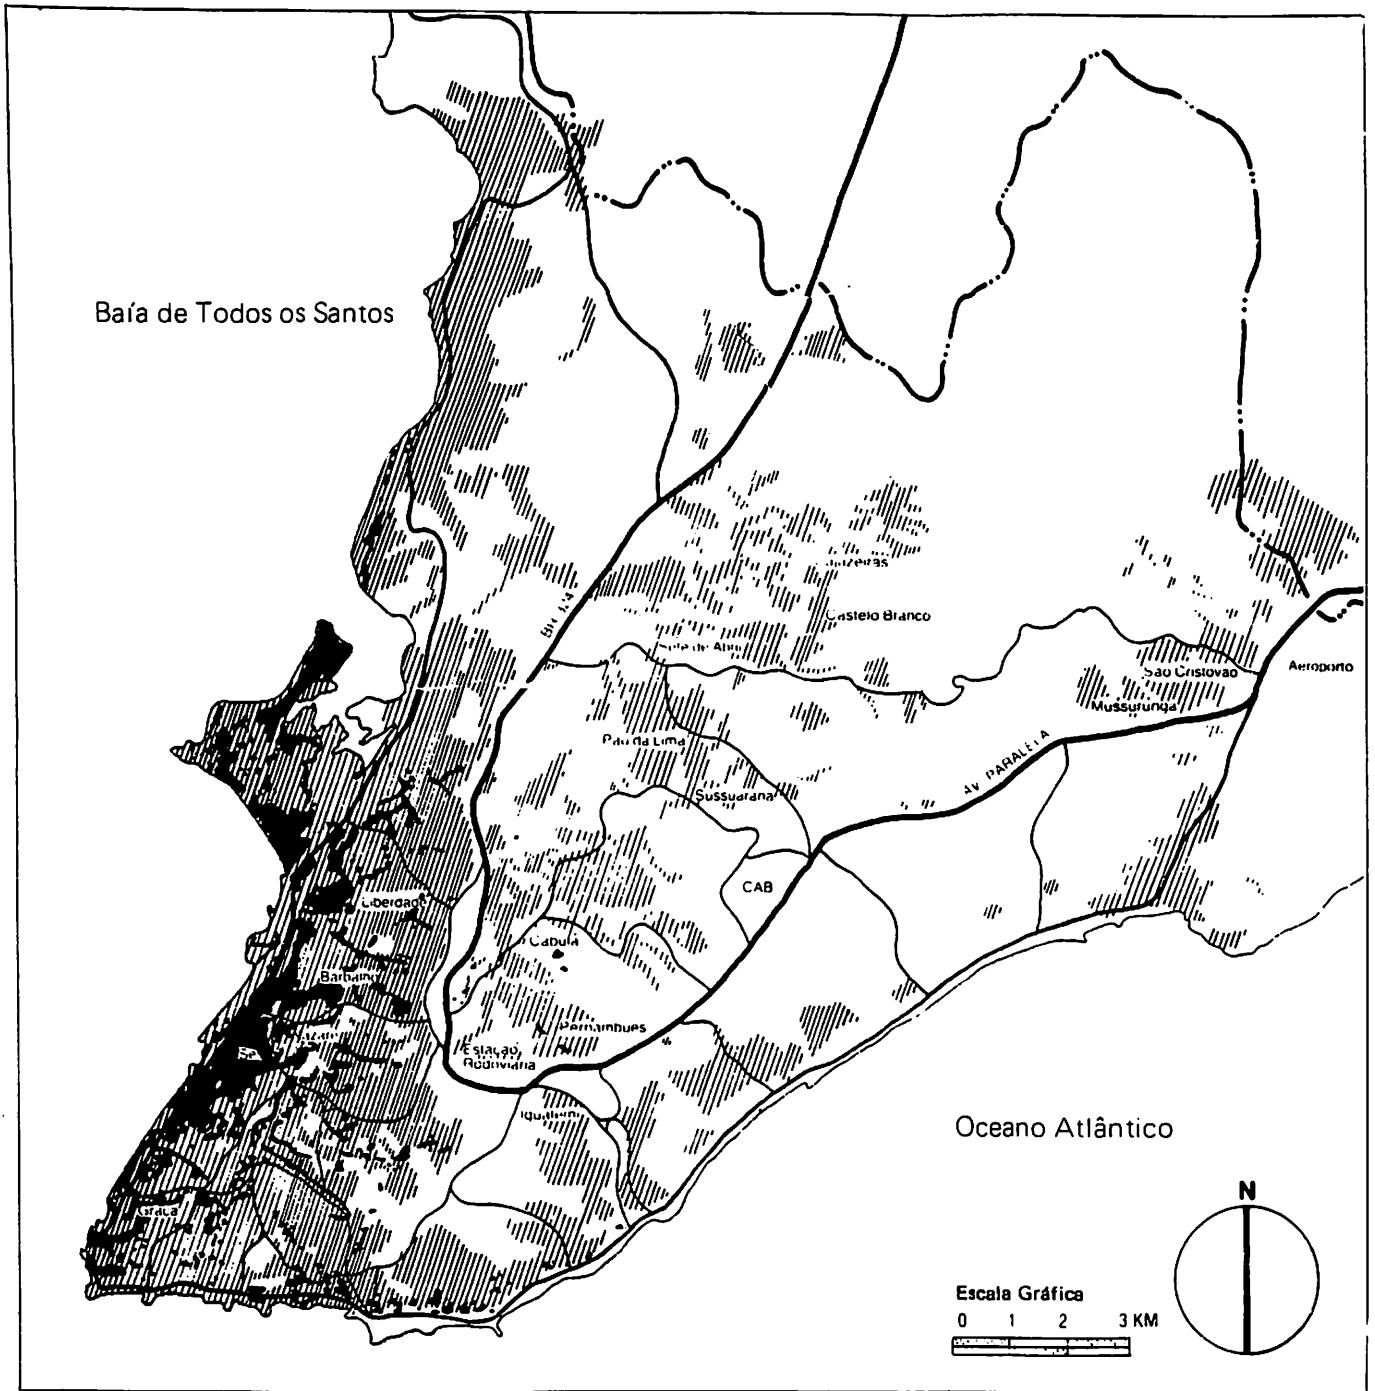 Baía de Todos os Santos
Castelo Branco
São Cristovão
Aeroporto
Mussurunga
Pau da Lima
AV. PARALELA
Sussuarana
CAB
Liberdade
Cabula
Barbalho
Pernambues
Estação
Rodoviária
Oceano Atlântico
Graça
N
Escala Gráfica
0 1 2 3 KM